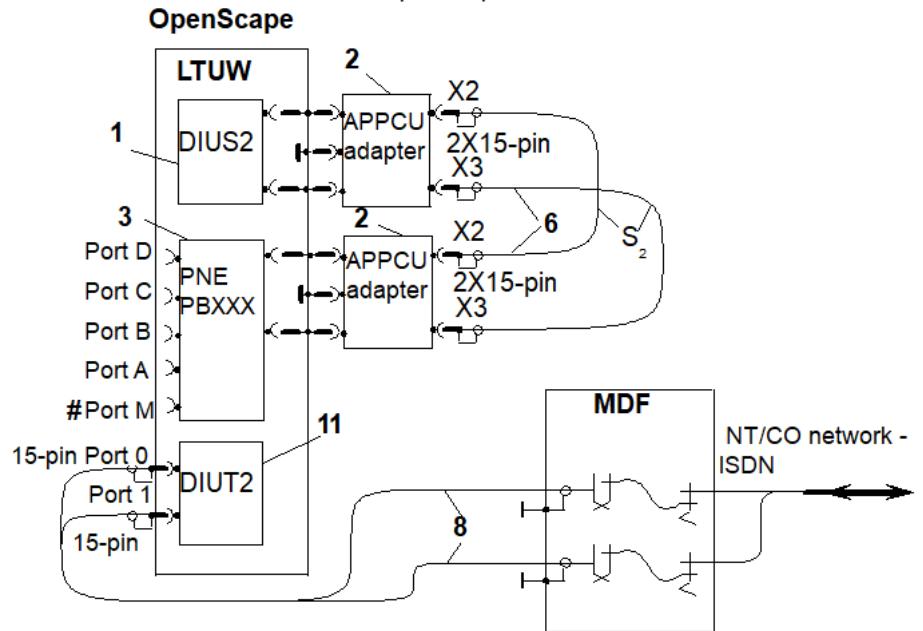 OpenScape
LTUW
2
X2
DIUS2
APPCU
adapter
1
2X15-pin
X3
3
2
6
S2
Port D
X2
PNE
PBXXX
APPCU
adapter
Port C
2X15-pin
X3
Port B
Port A
#Port M
MDF
11
NT/CO network -
ISDN
15-pin Port 0
DIUT2
Port 1
8
15-pin